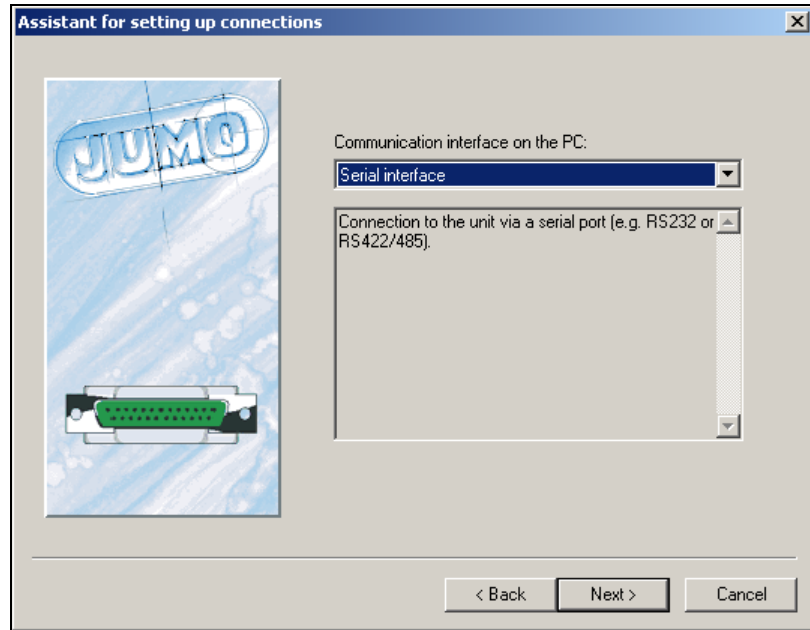 Assistant for setting up connections
JUMO
Communication interface on the PC:
Serial interface
Connection to the unit via a serial port (e.g. RS232 or
RS422/485).
< Back
Next >
Cancel